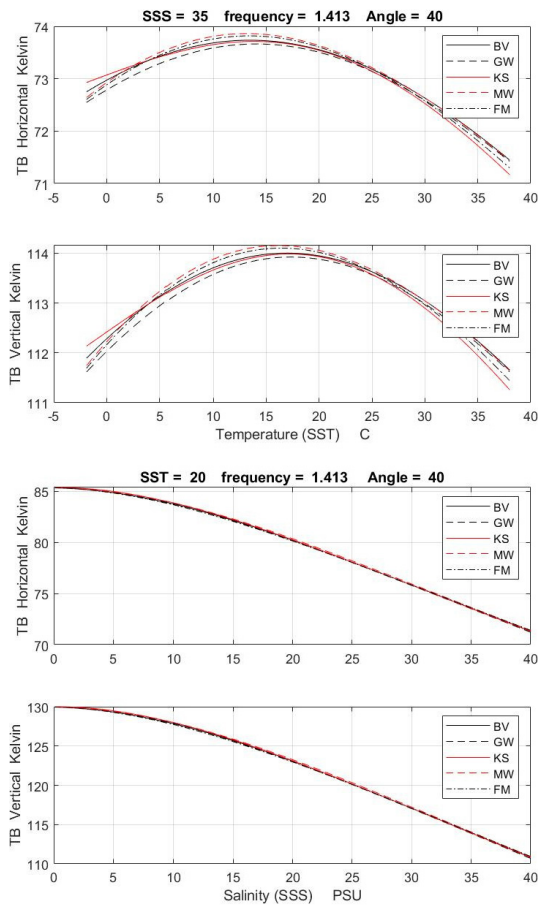 SSS = 35 frequency = 1.413 Angle = 40
74
73
72
71
TB Horizontal Kelvin
-5 0 5 10 15 20 25 30 35 40
BV
GW
KS
MW
FM
114
113
112
111
TB Vertical Kelvin
-5 0 5 10 15 20 25 30 35 40
Temperature (SST) C
BV
GW
KS
MW
FM
SST = 20 frequency = 1.413 Angle = 40
85
80
75
70
TB Horizontal Kelvin
0 5 10 15 20 25 30 35 40
BV
GW
KS
MW
FM
130
125
120
115
110
TB Vertical Kelvin
0 5 10 15 20 25 30 35 40
Salinity (SSS) PSU
BV
GW
KS
MW
FM